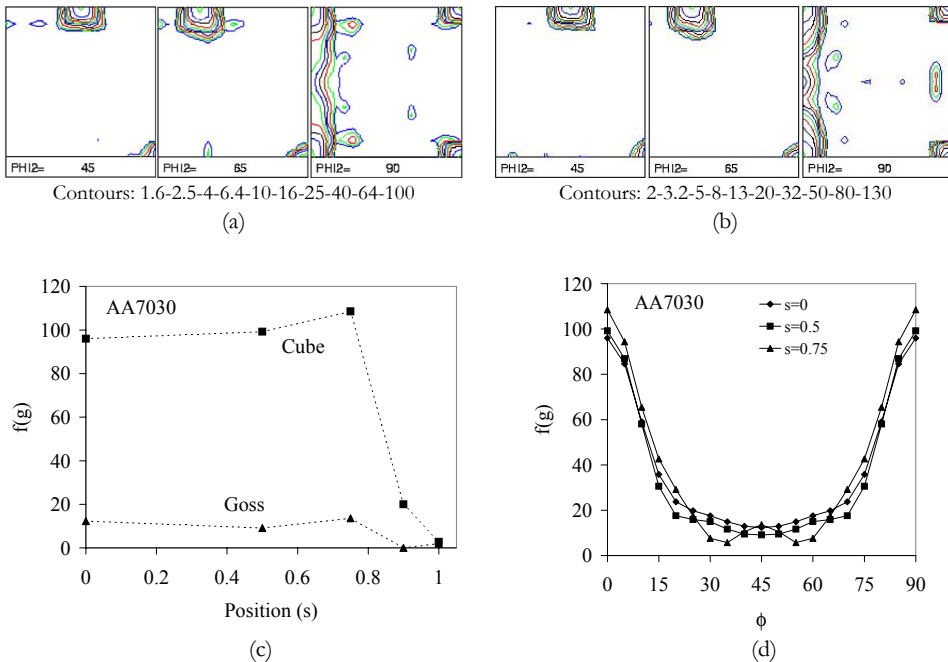 PHI2= 45 PHI2= 65 PHI2= 90 PHI2= 45 PHI2= 65 PHI2= 90
Contours: 1.6-2.5-4-6.4-10-16-25-40-64-100
Contours: 2-3.2-5-8-13-20-32-50-80-130
(a)
(b)
AA7030
Cube
Goss
f(g)
120
100
80
60
40
20
0
0 0.2 0.4 0.6 0.8 1
Position (s)
(c)
AA7030
s=0
s=0.5
s=0.75
f(g)
120
100
80
60
40
20
0
0 15 30 45 60 75 90
ϕ
(d)